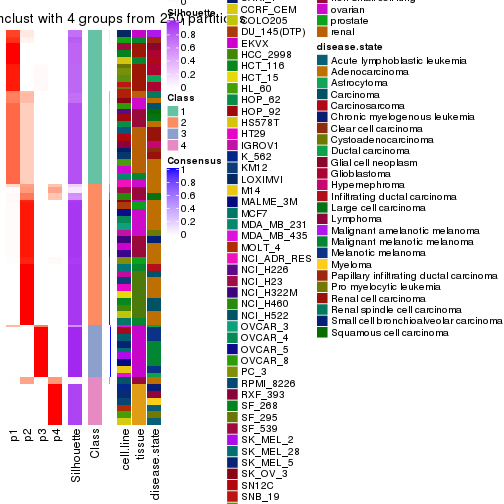 nclust with 4 groups from 250 partitions
Silhouette
1
0.8
0.6
0.4
0.2
0
Class
1
2
3
4
Consensus
1
0.8
0.6
0.4
0.2
0
p1
p2
p3
p4
Silhouette
Class
cell.line
tissue
disease.state
CCRF_CEM
COLO205
DU_145(DTP)
EKVX
HCC_2998
HCT_116
HCT_15
HL_60
HOP_62
HOP_92
HS578T
HT29
IGROV1
K_562
KM12
LOXIMVI
M14
MALME_3M
MCF7
MDA_MB_231
MDA_MB_435
MOLT_4
NCI_ADR_RES
NCI_H226
NCI_H23
NCI_H322M
NCI_H460
NCI_H522
OVCAR_3
OVCAR_4
OVCAR_5
OVCAR_8
PC_3
RPMI_8226
RXF_393
SF_268
SF_295
SF_539
SK_MEL_2
SK_MEL_28
SK_MEL_5
SK_OV_3
SN12C
SNB_19
ovarian
prostate
renal
disease.state
Acute lymphoblastic leukemia
Adenocarcinoma
Astrocytoma
Carcinoma
Carcinosarcoma
Chronic myelogenous leukemia
Clear cell carcinoma
Cystoadenocarcinoma
Ductal carcinoma
Glial cell neoplasm
Glioblastoma
Hypernephroma
Infiltrating ductal carcinoma
Large cell carcinoma
Lymphoma
Malignant amelanotic melanoma
Malignant melanotic melanoma
Melanotic melanoma
Myeloma
Papillary infiltrating ductal carcinoma
Pro myelocytic leukemia
Renal cell carcinoma
Renal spindle cell carcinoma
Small cell bronchioalveolar carcinoma
Squamous cell carcinoma